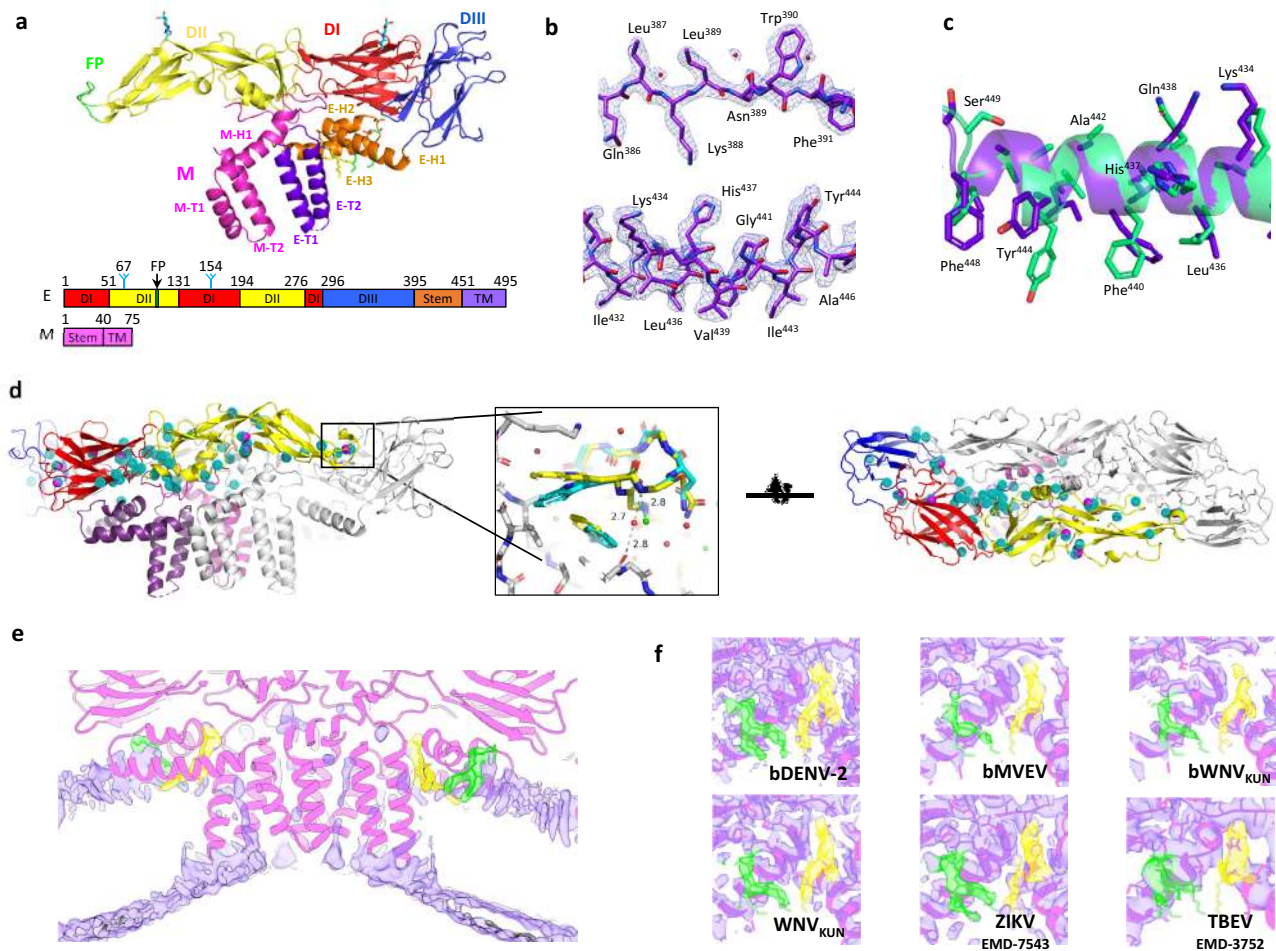 a
DII
DI
DIII
FP
E-H2
M-H1
E-H1
M
E-H3
M-T1
E-T2
M-T2
E-T1
67 FP 154
1 51 131 194 276 296 395 451 495
E DI DII DI DII DI DIII Stem TM
1 40 75
M Stem TM
b
Leu387
Leu389
Trp390
Asn389
Gln386
Lys388
Phe391
Lys434
His437
Gly441
Tyr444
Ala446
Ile432
Leu436
Val439
Ile443
c
Lys434
Gln438
Ser449
Ala442
His437
Phe448
Tyr444
Phe440
Leu436
d
2.8
2.7
2.8
e
f
bDENV-2
bMVEV
bWNVKUN
WNVKUN
ZIKV
EMD-7543
TBEV
EMD-3752